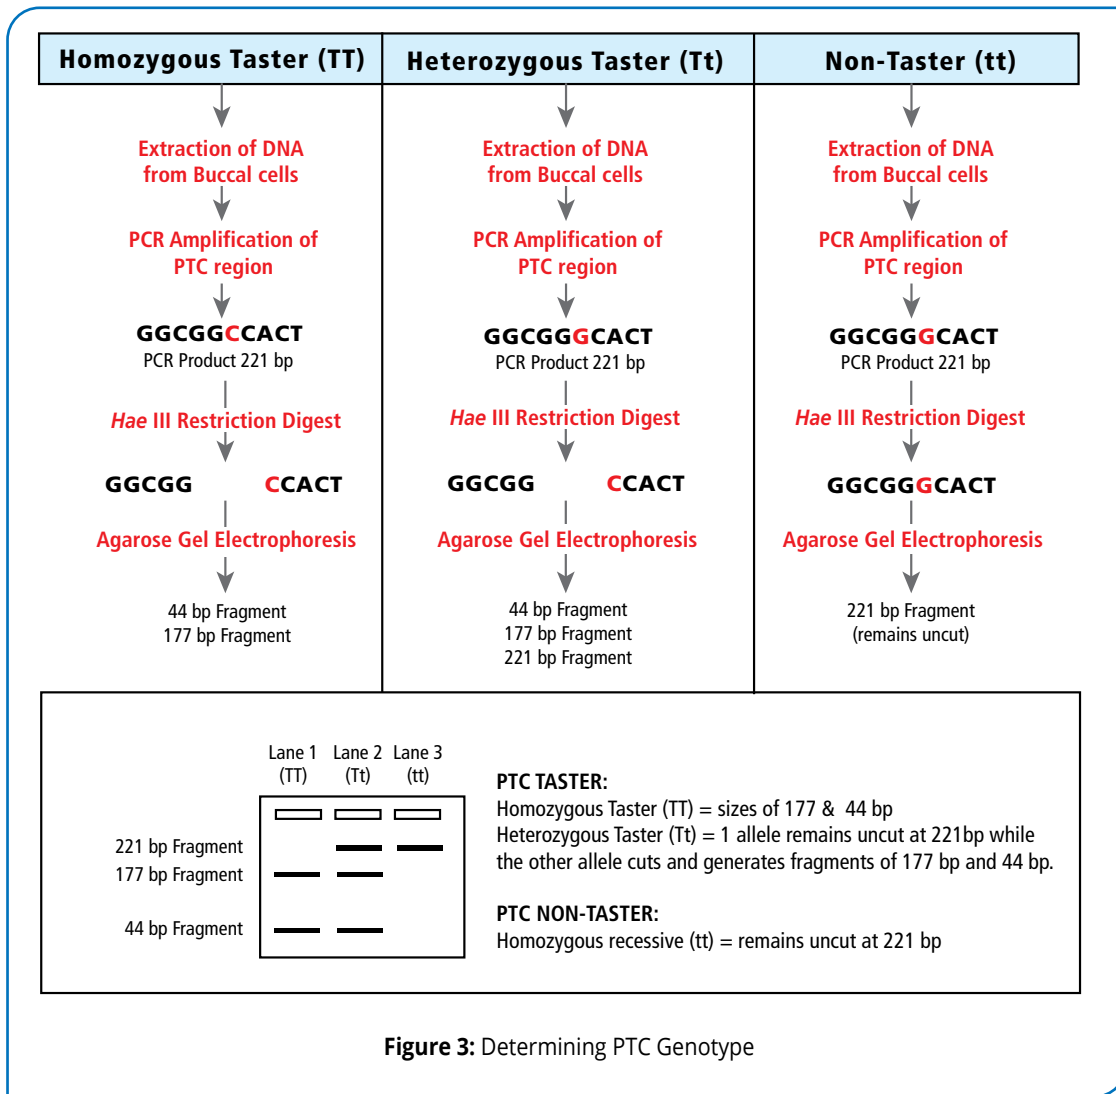 Homozygous Taster (TT)
Extraction of DNA
from Buccal cells
PCR Amplification of
PTC region
GGCGGCCACT
PCR Product 221 bp
Hae III Restriction Digest
GGCGG CCACT
Agarose Gel Electrophoresis
44 bp Fragment
177 bp Fragment
Heterozygous Taster (Tt)
Extraction of DNA
from Buccal cells
PCR Amplification of
PTC region
GGCGGGCACT
PCR Product 221 bp
Hae III Restriction Digest
GGCGG CCACT
Agarose Gel Electrophoresis
44 bp Fragment
177 bp Fragment
221 bp Fragment
Non-Taster (tt)
Extraction of DNA
from Buccal cells
PCR Amplification of
PTC region
GGCGGGCACT
PCR Product 221 bp
Hae III Restriction Digest
GGCGGGCACT
Agarose Gel Electrophoresis
221 bp Fragment
(remains uncut)
Lane 1 Lane 2 Lane 3
(TT) (Tt) (tt)
221 bp Fragment
177 bp Fragment
44 bp Fragment
PTC TASTER:
Homozygous Taster (TT) = sizes of 177 & 44 bp
Heterozygous Taster (Tt) = 1 allele remains uncut at 221bp while
the other allele cuts and generates fragments of 177 bp and 44 bp.
PTC NON-TASTER:
Homozygous recessive (tt) = remains uncut at 221 bp
Figure 3: Determining PTC Genotype